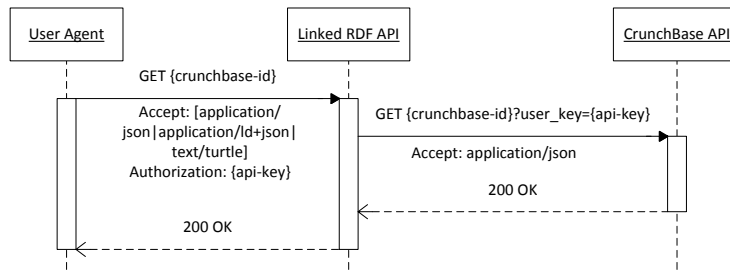 User Agent
Linked RDF API
CrunchBase API
GET {crunchbase-id}
Accept: [application/
json|application/ld+json|
text/turtle]
Authorization: {api-key}
GET {crunchbase-id}?user_key={api-key}
Accept: application/json
200 OK
200 OK